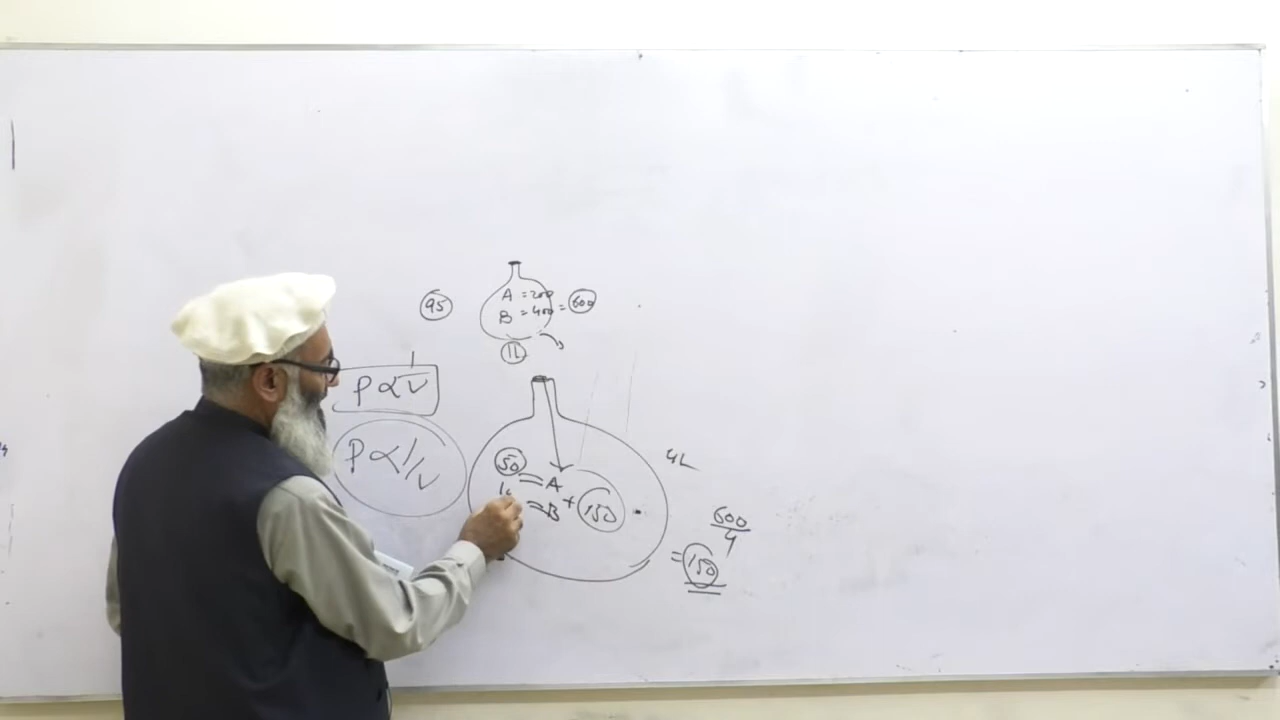 95
A = 200
B = 400 = 600
1L
P ∝ 1/V
P ∝ 1/V
4L
50 = A
= B + 150
600/4
= 150